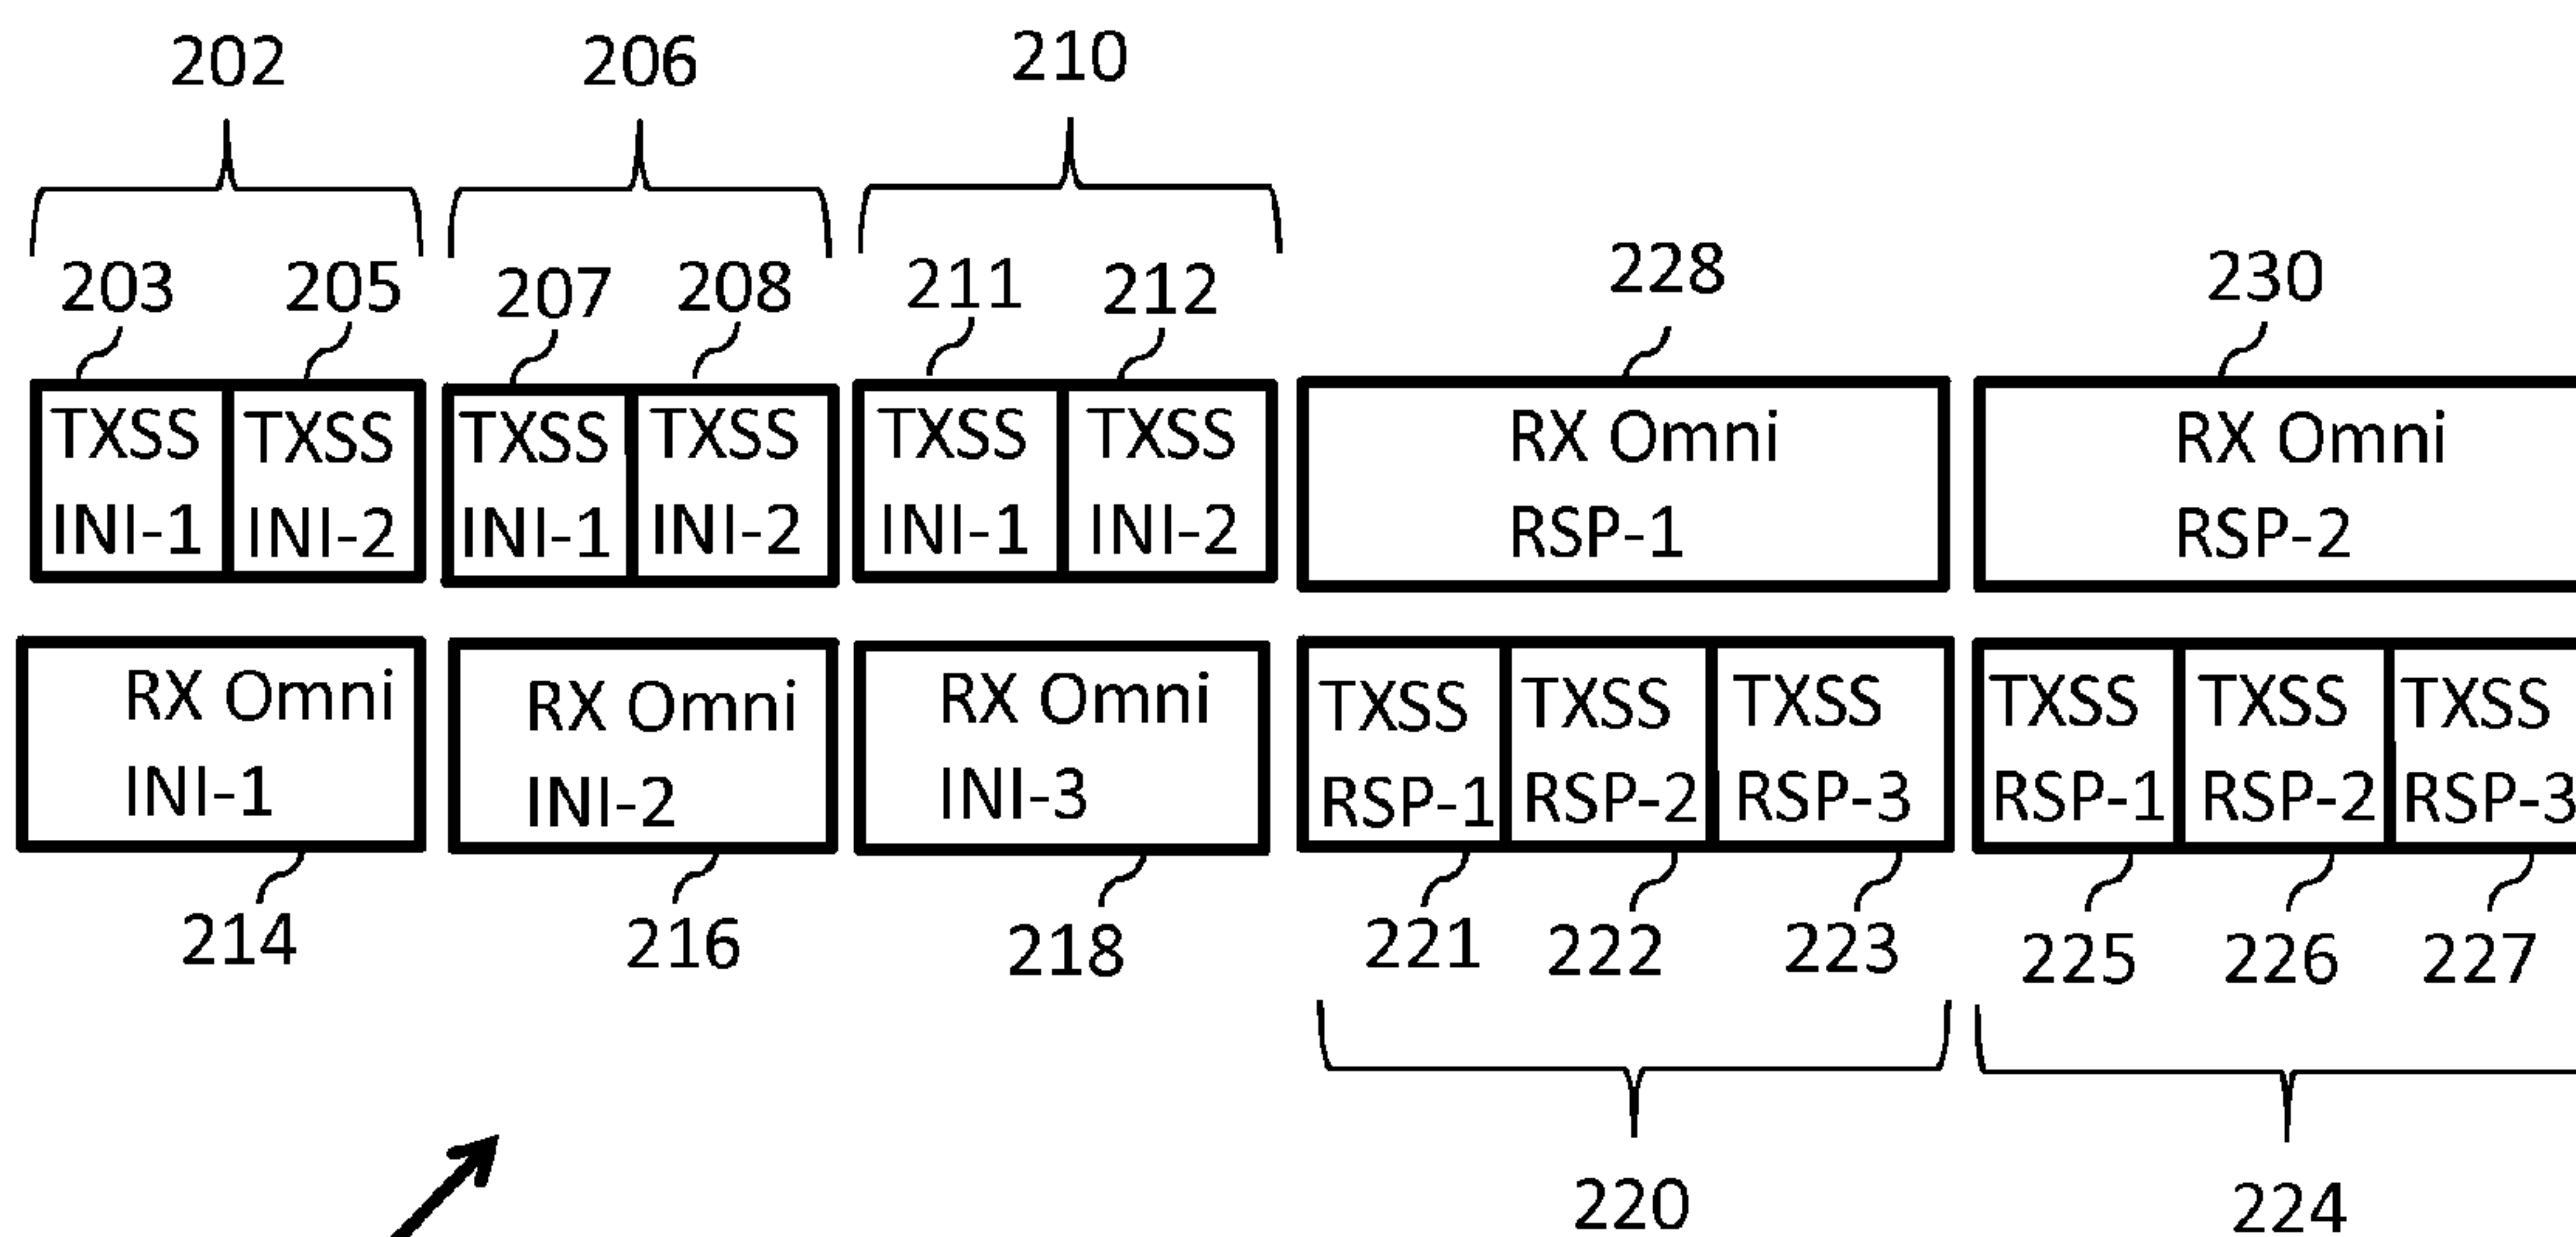 202 206 210
203 205 207 208 211 212 228 230
TXSS TXSS TXSS TXSS TXSS TXSS RX Omni RX Omni
INI-1 INI-2 INI-1 INI-2 INI-1 INI-2 RSP-1 RSP-2
RX Omni RX Omni RX Omni TXSS TXSS TXSS TXSS TXSS TXSS
INI-1 INI-2 INI-3 RSP-1 RSP-2 RSP-3 RSP-1 RSP-2 RSP-3
214 216 218 221 222 223 225 226 227
220 224